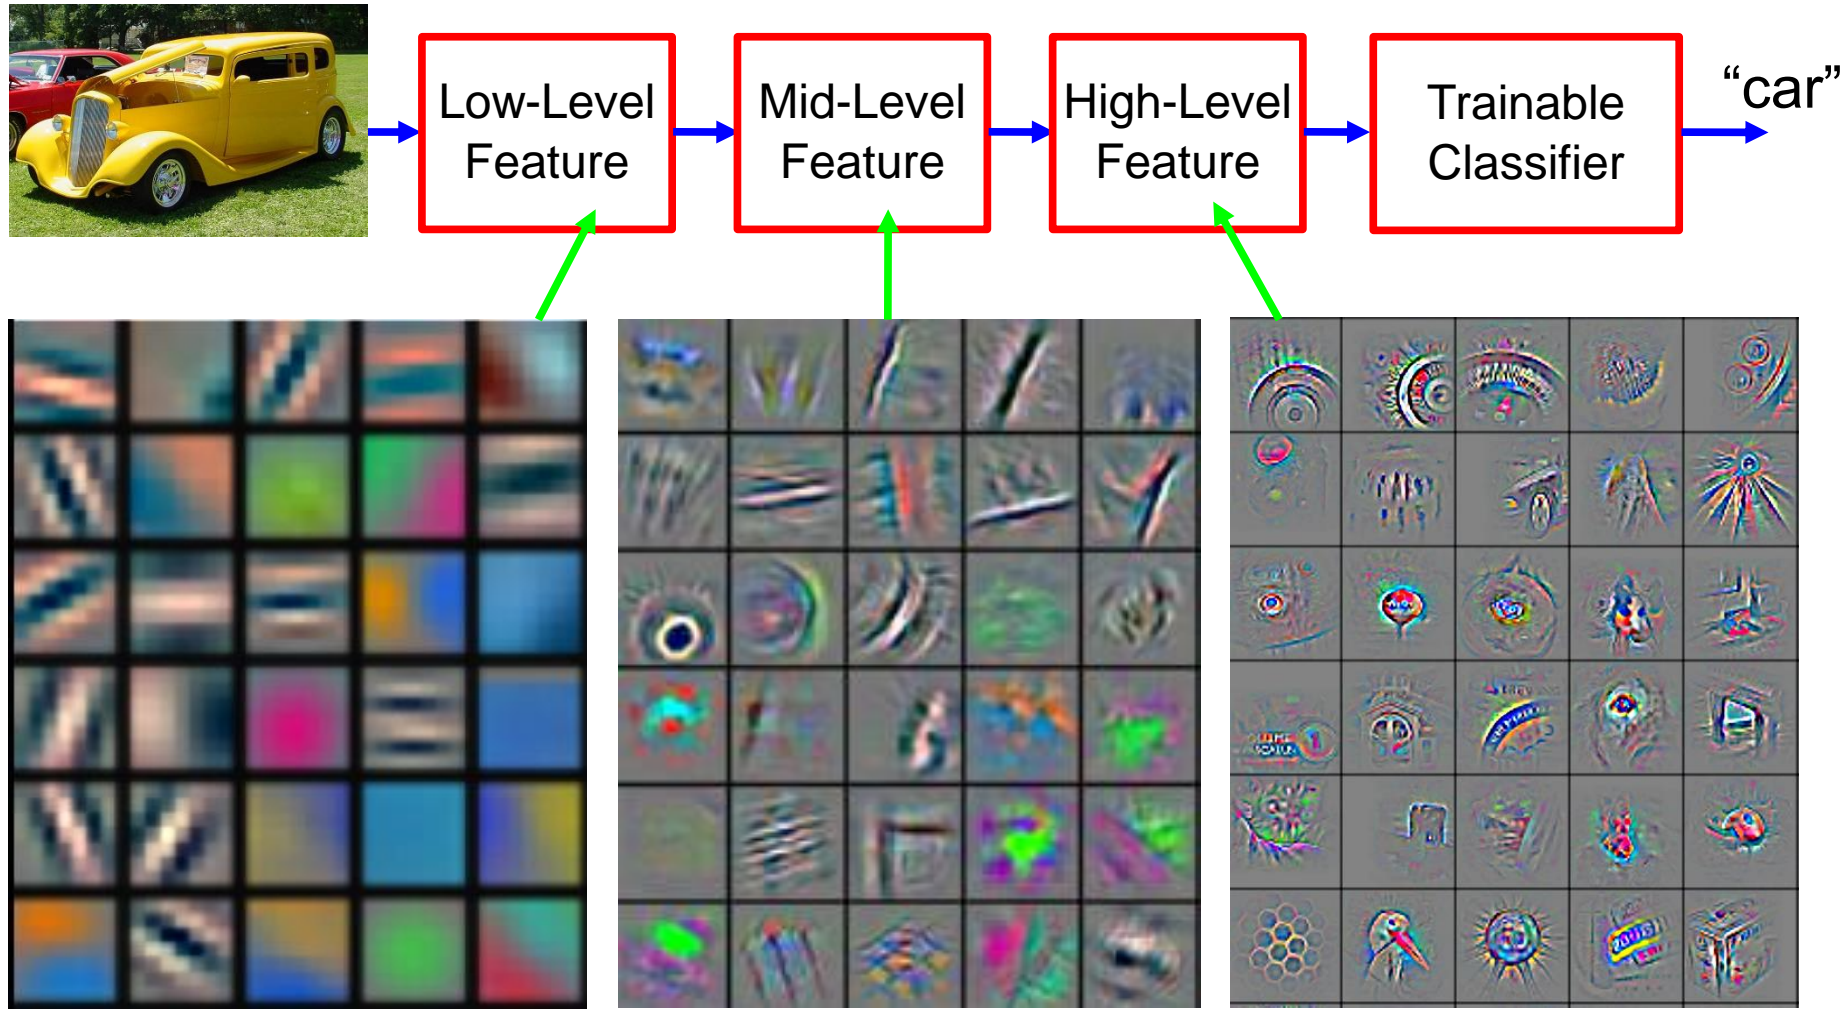 Low-Level
Feature
Mid-Level
Feature
High-Level
Feature
Trainable
Classifier
“car”